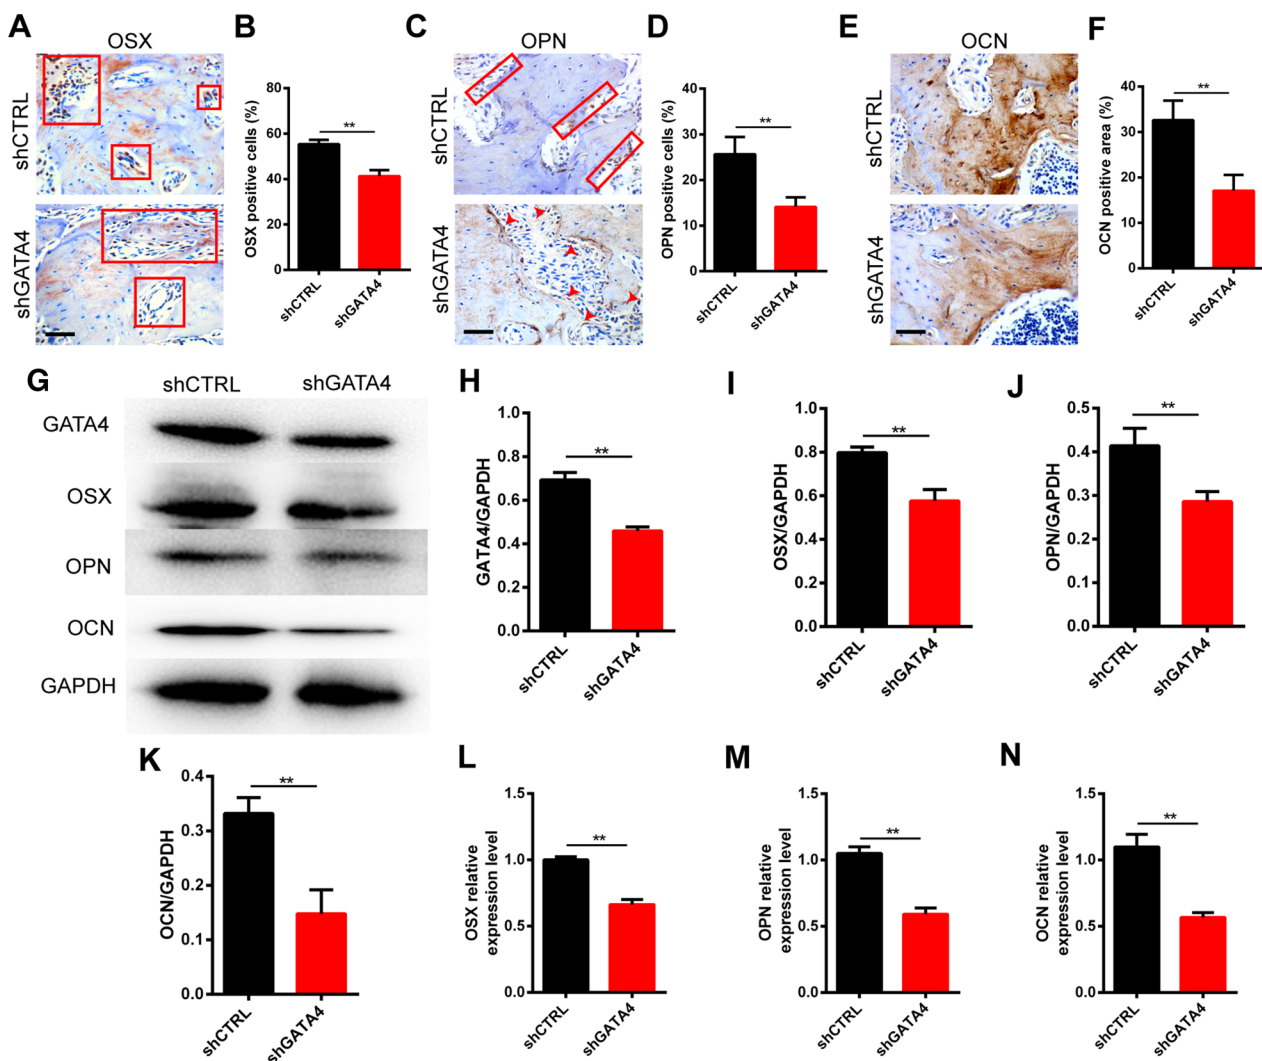 A
OSX
shCTRL
shGATA4
B
OSX positive cells (%)
80
60
40
20
0
**
shCTRL
shGATA4
C
OPN
shCTRL
shGATA4
D
OPN positive cells (%)
40
30
20
10
0
**
shCTRL
shGATA4
E
OCN
shCTRL
shGATA4
F
OCN positive area (%)
40
30
20
10
0
**
shCTRL
shGATA4
G
shCTRL shGATA4
GATA4
OSX
OPN
OCN
GAPDH
H
GATA4/GAPDH
1.0
0.8
0.6
0.4
0.2
0.0
**
shCTRL
shGATA4
I
OSX/GAPDH
1.0
0.8
0.6
0.4
0.2
0.0
**
shCTRL
shGATA4
J
OPN/GAPDH
0.5
0.4
0.3
0.2
0.1
0.0
**
shCTRL
shGATA4
K
OCN/GAPDH
0.4
0.3
0.2
0.1
0.0
**
shCTRL
shGATA4
L
OSX relative
expression level
1.5
1.0
0.5
0.0
**
shCTRL
shGATA4
M
OPN relative
expression level
1.5
1.0
0.5
0.0
**
shCTRL
shGATA4
N
OCN relative
expression level
1.5
1.0
0.5
0.0
**
shCTRL
shGATA4